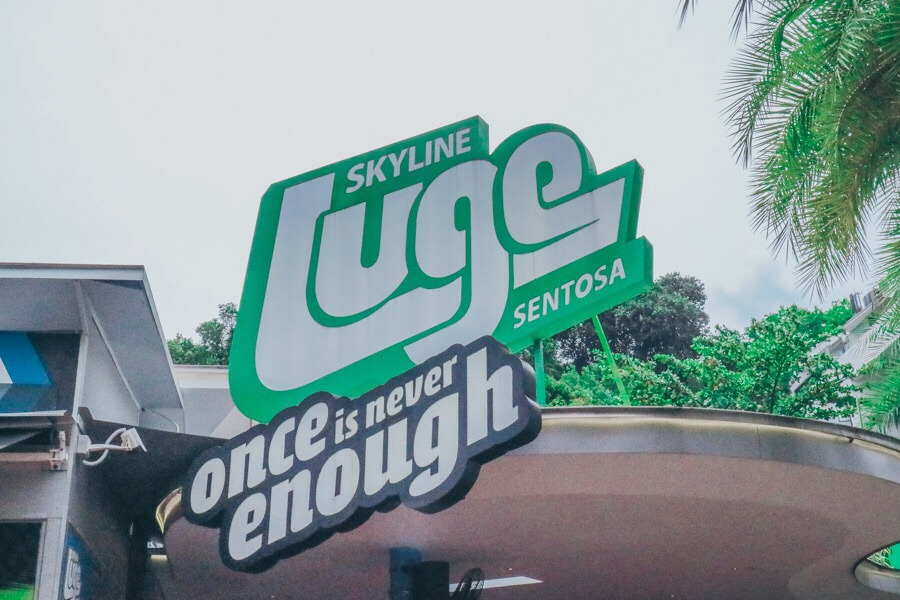 SKYLINE
Luge
SENTOSA
once is never
enough